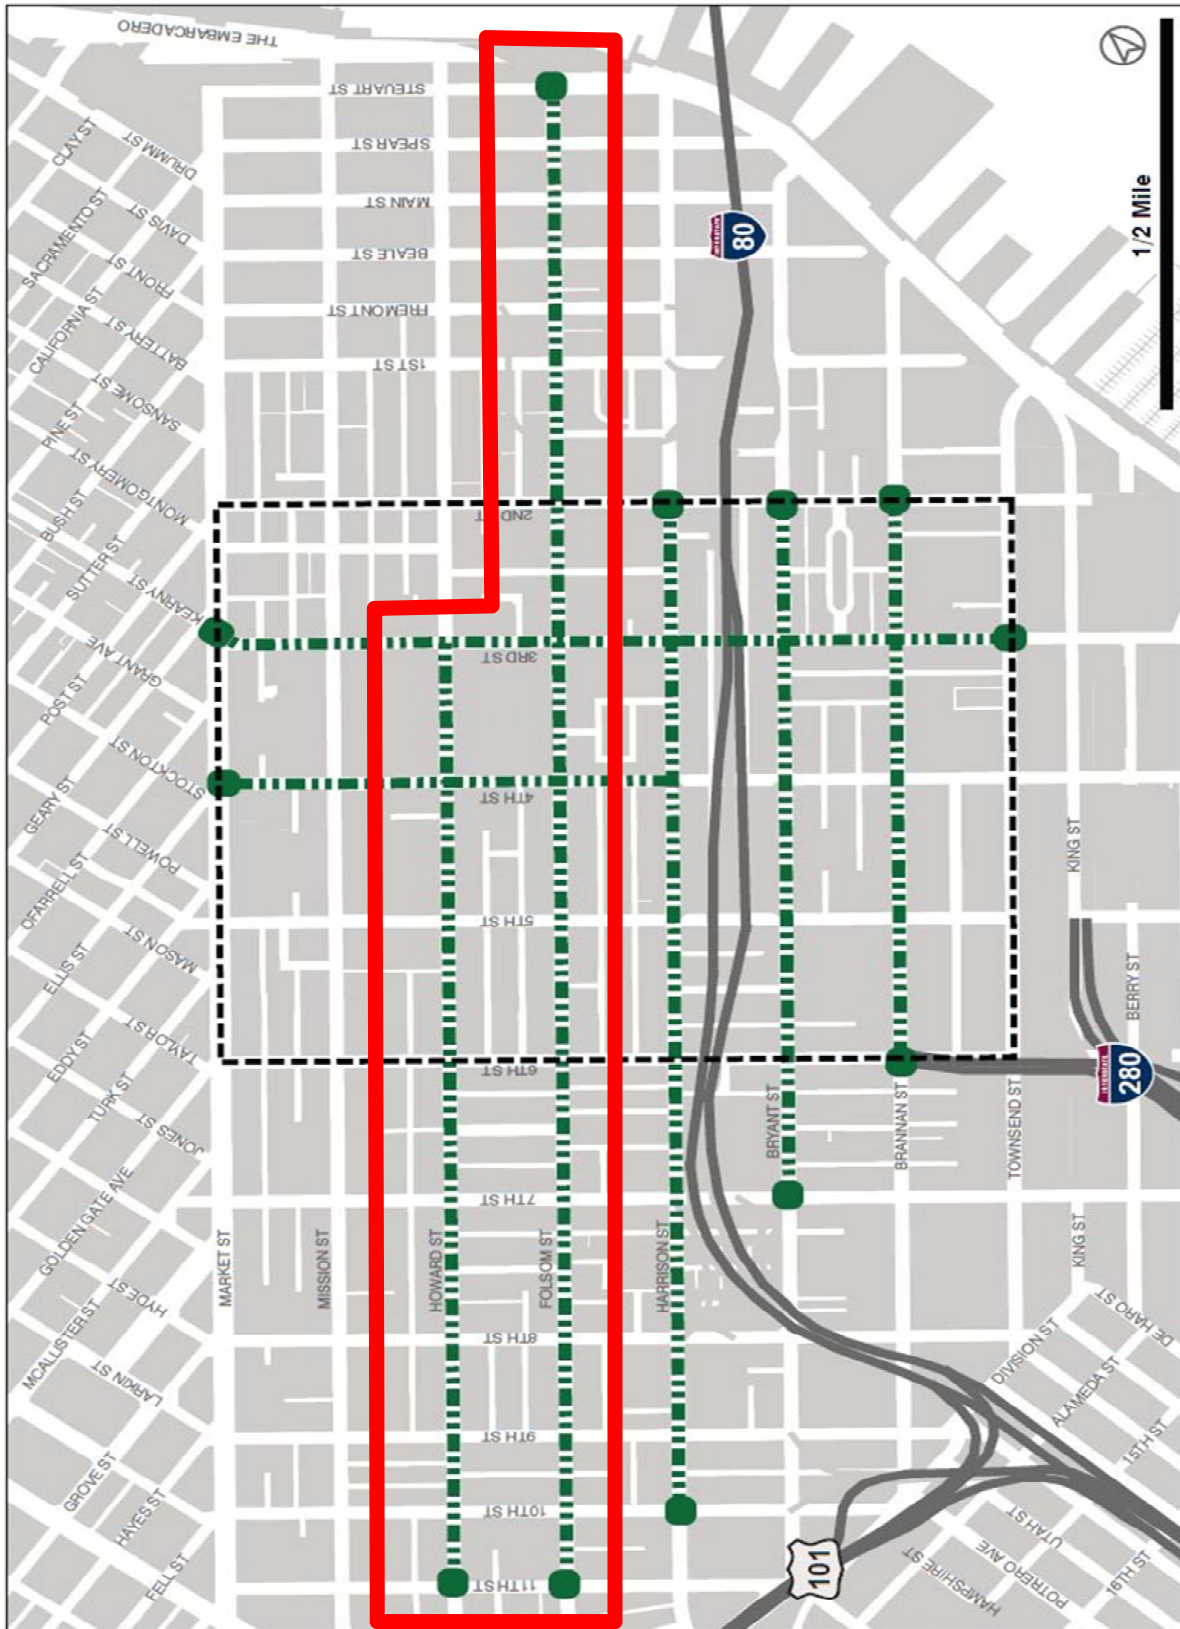 THE EMBARCADERO
STEUART ST
SPEAR ST
MAIN ST
BEALE ST
FREMONT ST
1ST ST
2ND ST
3RD ST
4TH ST
5TH ST
6TH ST
7TH ST
8TH ST
9TH ST
10TH ST
11TH ST
CLAY ST
DRUMM ST
SACRAMENTO ST
DAVIS ST
FRONT ST
CALIFORNIA ST
BATTERY ST
PINE ST
SANSOME ST
MONTGOMERY ST
BUSH ST
SUTTER ST
KEARNY ST
GRANT AVE
POST ST
STOCKTON ST
GEARY ST
POWELL ST
OFARRELL ST
MASON ST
ELLIS ST
TAYLOR ST
EDDY ST
TURK ST
JONES ST
GOLDEN GATE AVE
HYDE ST
MCALLISTER ST
LARKIN ST
GROVE ST
HAYES ST
FELL ST
MARKET ST
MISSION ST
HOWARD ST
FOLSOM ST
HARRISON ST
BRYANT ST
BRANNAN ST
TOWNSEND ST
KING ST
BERRY ST
KING ST
DE HARO ST
DIVISION ST
ALAMEDA ST
15TH ST
UTAH ST
POTRERO AVE
HAMPSHIRE ST
16TH ST
INTERSTATE
80
INTERSTATE
280
101
1/2 Mile